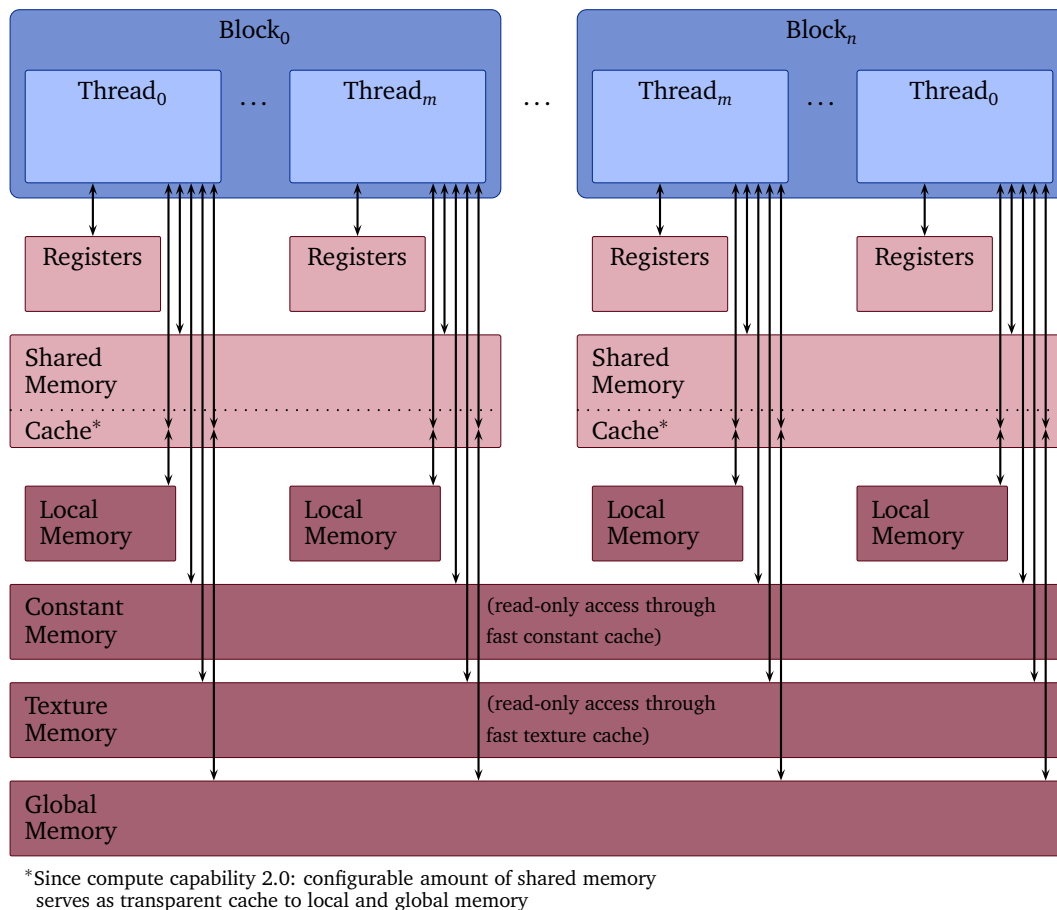 Block₀ Blockₙ
Thread₀ ... Threadₘ ... Threadₘ ... Thread₀
Registers Registers Registers Registers
Shared Shared
Memory Memory
Cache* Cache*
Local Local Local Local
Memory Memory Memory Memory
Constant (read-only access through
Memory fast constant cache)
Texture (read-only access through
Memory fast texture cache)
Global
Memory
*Since compute capability 2.0: configurable amount of shared memory
serves as transparent cache to local and global memory